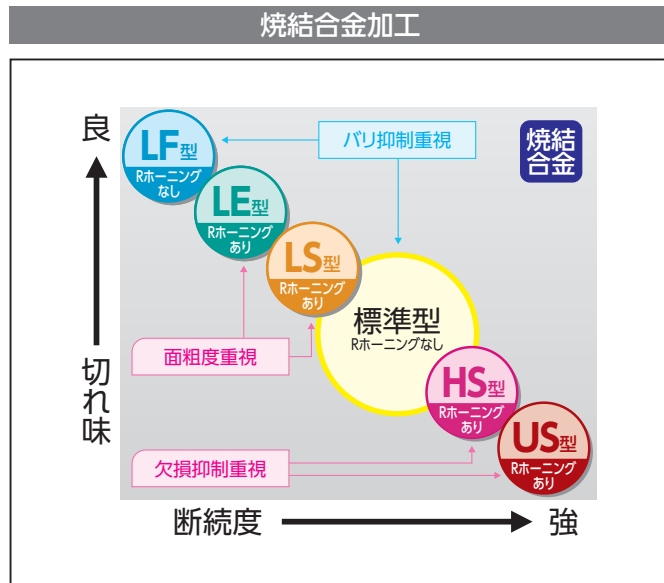 焼結合金加工
良
切れ味
焼結
合金
バリ抑制重視
LF型
Rホーニング
なし
LE型
Rホーニング
あり
LS型
Rホーニング
あり
標準型
Rホーニングなし
面粗度重視
HS型
Rホーニング
あり
US型
Rホーニング
あり
欠損抑制重視
断続度
強